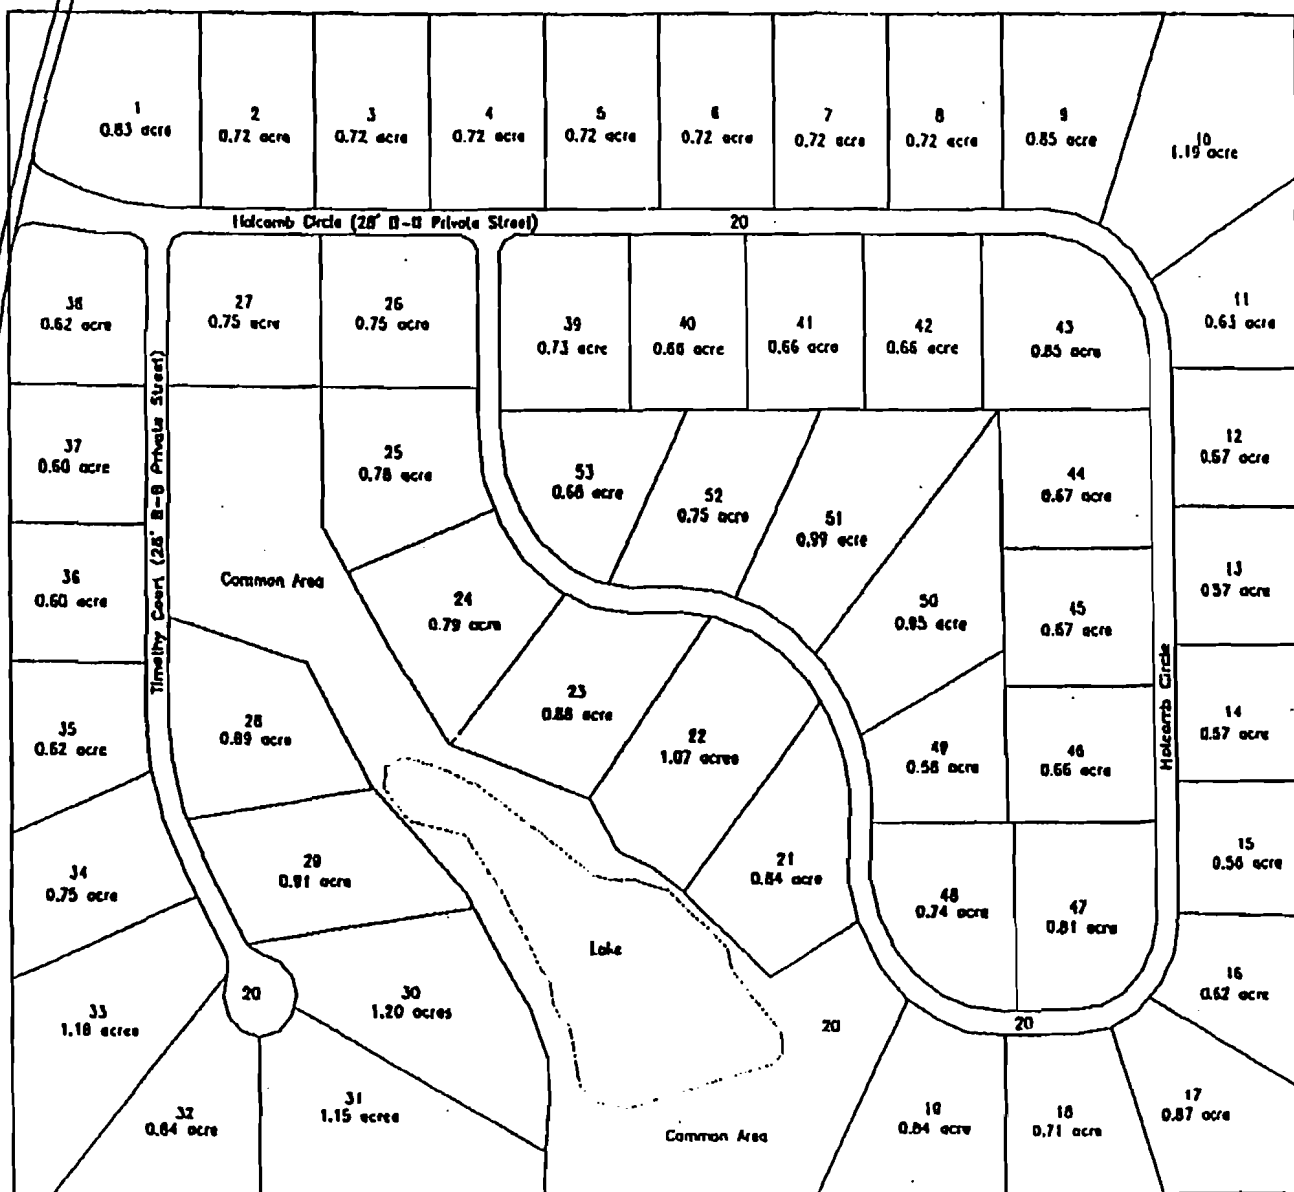 1
0.83 acre
2
0.72 acre
3
0.72 acre
4
0.72 acre
5
0.72 acre
6
0.72 acre
7
0.72 acre
8
0.72 acre
9
0.85 acre
10
1.19 acre
Holcomb Circle (28' B-B Private Street)
20
38
0.62 acre
27
0.75 acre
26
0.75 acre
39
0.73 acre
40
0.66 acre
41
0.66 acre
42
0.66 acre
43
0.85 acre
11
0.63 acre
37
0.60 acre
Timothy Court (28' B-B Private Street)
25
0.78 acre
53
0.68 acre
52
0.75 acre
51
0.99 acre
44
0.67 acre
12
0.67 acre
36
0.60 acre
Common Area
24
0.79 acre
50
0.95 acre
45
0.67 acre
13
0.57 acre
35
0.62 acre
28
0.89 acre
23
0.88 acre
22
1.07 acres
49
0.58 acre
46
0.66 acre
Holcomb Circle
14
0.57 acre
34
0.75 acre
29
0.91 acre
21
0.84 acre
48
0.74 acre
47
0.81 acre
15
0.56 acre
Lake
33
1.18 acres
20
30
1.20 acres
20
20
16
0.62 acre
32
0.84 acre
31
1.15 acres
Common Area
19
0.84 acre
18
0.71 acre
17
0.87 acre